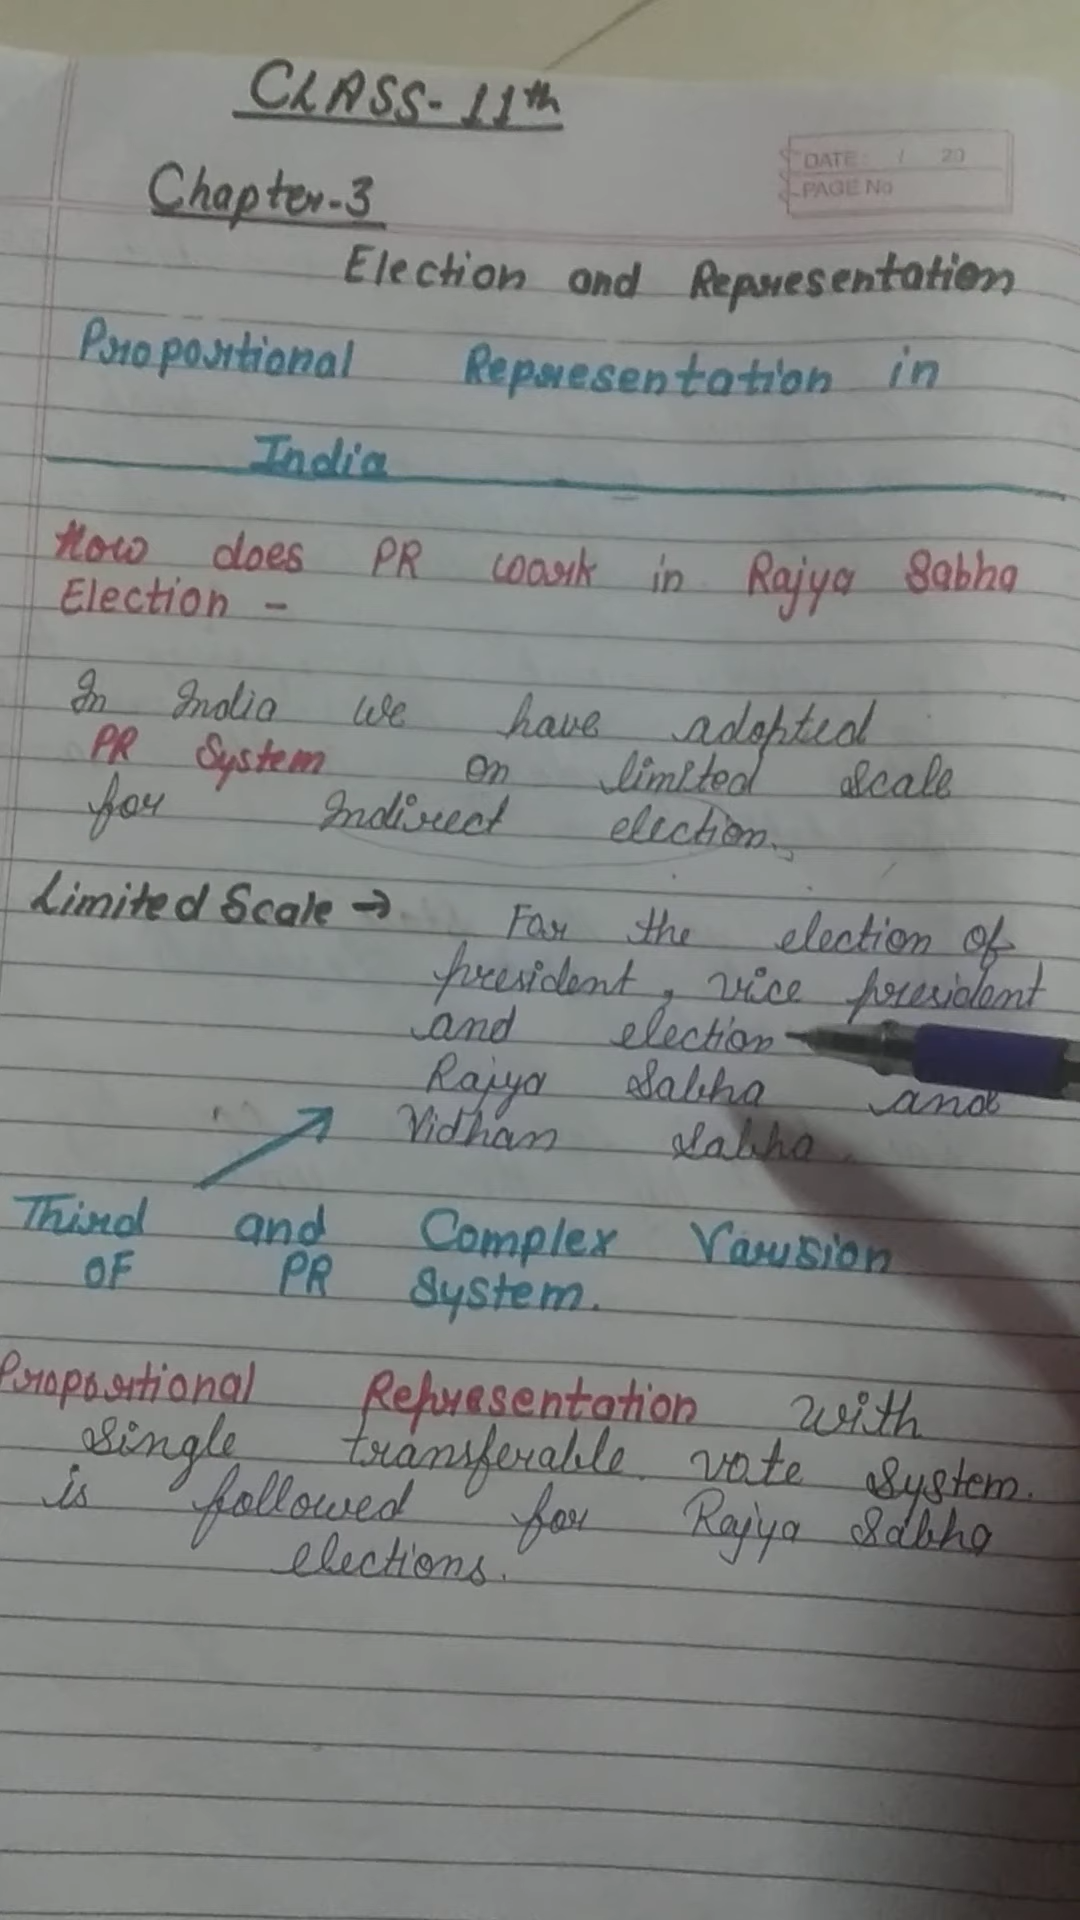 CLASS-11th
DATE / 20
PAGE No
Chapter-3
Election and Representation
Proportional Representation in
India
How does PR work in Rajya Sabha
Election -
In India we have adopted
PR System on limited scale
for Indirect election.
Limited Scale → For the election of
president, vice president
and election
Rajya Sabha and
Vidhan Sabha.
Third and Complex Varusion
OF PR System.
Proportional Representation with
single transferable vote system.
is followed for Rajya Sabha
elections.